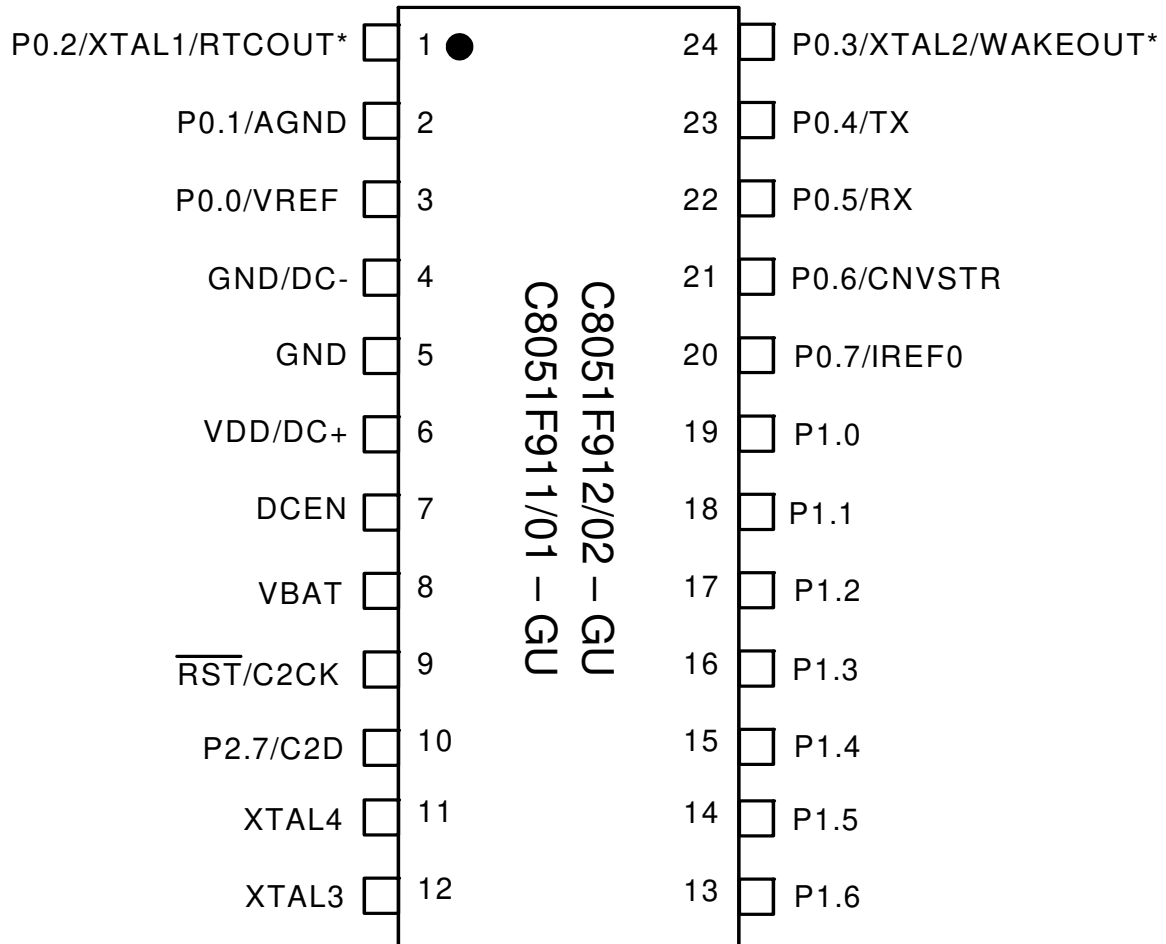 P0.2/XTAL1/RTCOUT* 1 24 P0.3/XTAL2/WAKEOUT*
P0.1/AGND 2 23 P0.4/TX
P0.0/VREF 3 22 P0.5/RX
GND/DC- 4 21 P0.6/CNVSTR
GND 5 20 P0.7/IREF0
VDD/DC+ 6 19 P1.0
DCEN 7 18 P1.1
VBAT 8 17 P1.2
RST/C2CK 9 16 P1.3
P2.7/C2D 10 15 P1.4
XTAL4 11 14 P1.5
XTAL3 12 13 P1.6
C8051F912/02 – GU
C8051F911/01 – GU